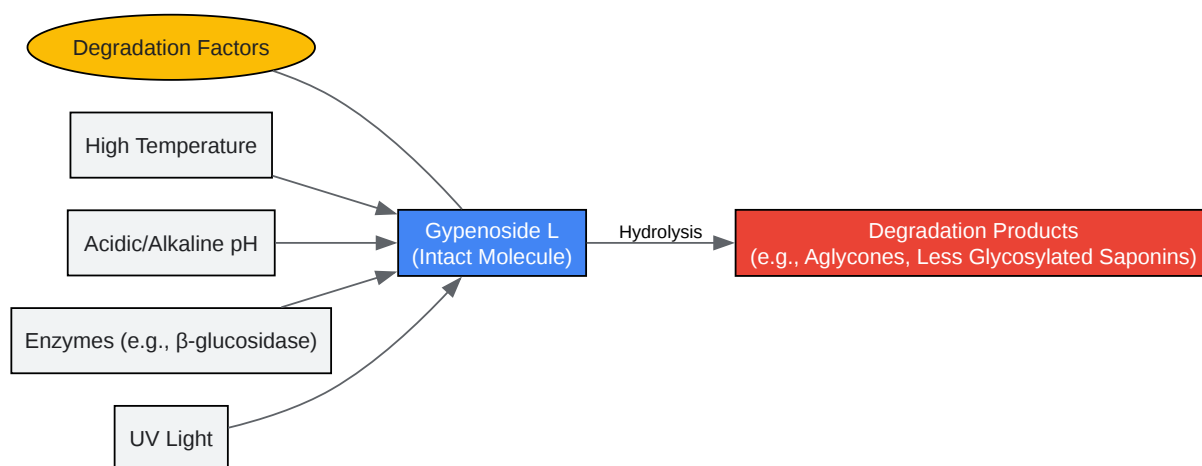 Degradation Factors
High Temperature
Acidic/Alkaline pH
Enzymes (e.g., β-glucosidase)
UV Light
Gypenoside L
(Intact Molecule)
Hydrolysis
Degradation Products
(e.g., Aglycones, Less Glycosylated Saponins)